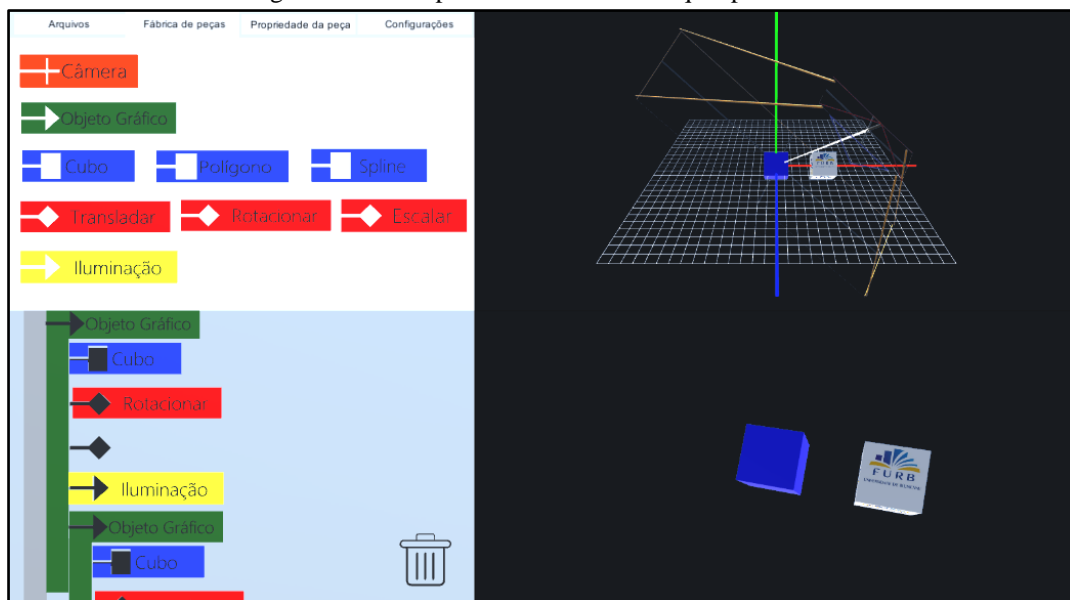 Arquivos
Fábrica de peças
Propriedade da peça
Configurações
Câmera
Objeto Gráfico
Cubo
Polígono
Spline
Transladar
Rotacionar
Escalar
Iluminação
Objeto Gráfico
Cubo
Rotacionar
Iluminação
Objeto Gráfico
Cubo
FURB
FURB